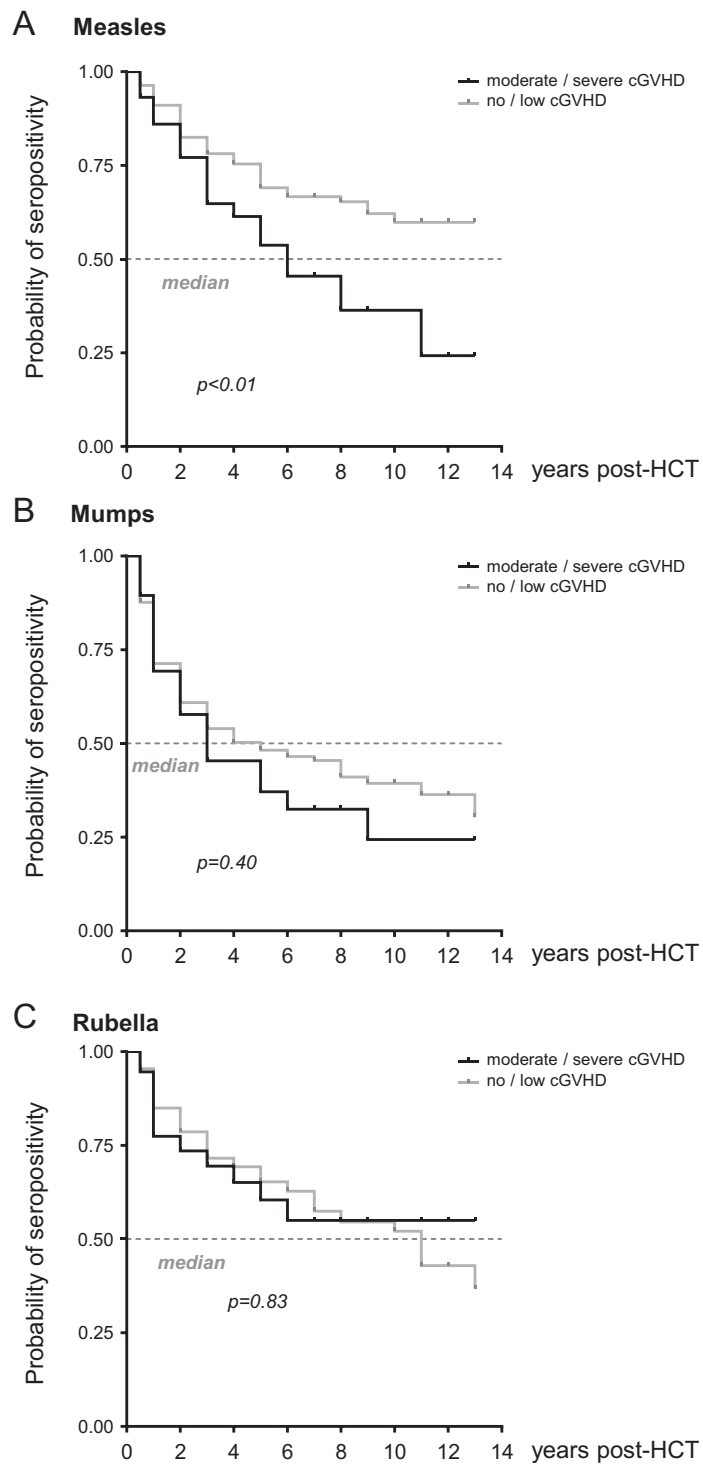 A Measles
1.00
0.75
0.50
0.25
0.00
Probability of seropositivity
moderate / severe cGVHD
no / low cGVHD
median
p<0.01
0 2 4 6 8 10 12 14 years post-HCT
B Mumps
1.00
0.75
0.50
0.25
0.00
Probability of seropositivity
moderate / severe cGVHD
no / low cGVHD
median
p=0.40
0 2 4 6 8 10 12 14 years post-HCT
C Rubella
1.00
0.75
0.50
0.25
0.00
Probability of seropositivity
moderate / severe cGVHD
no / low cGVHD
median
p=0.83
0 2 4 6 8 10 12 14 years post-HCT